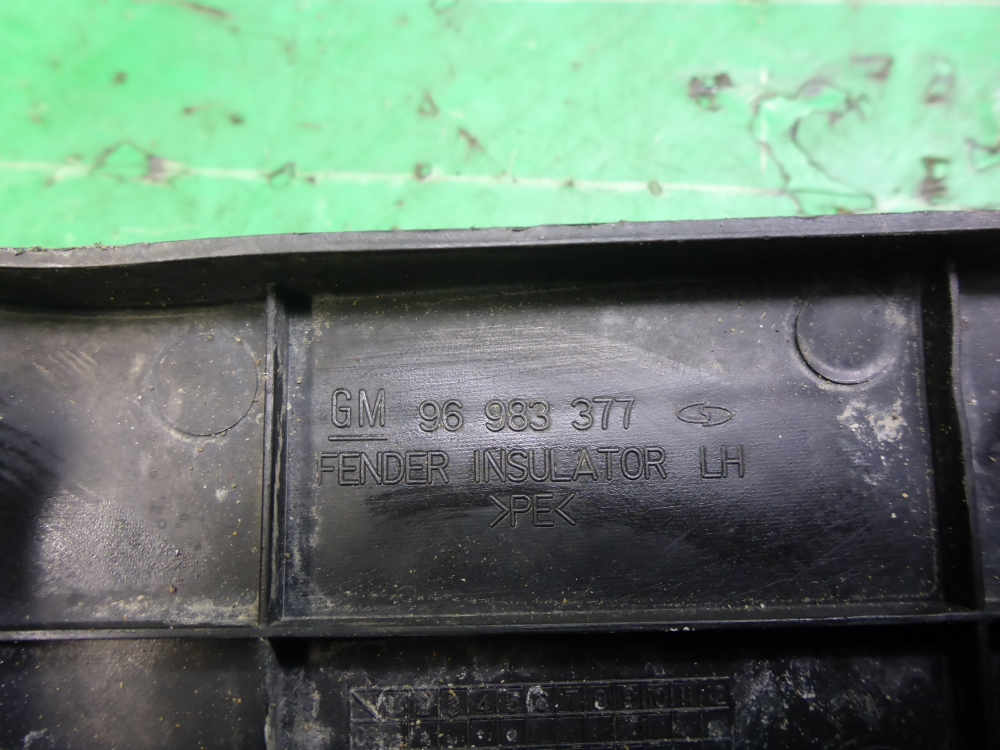 GM 96 983 377
FENDER INSULATOR LH
>PE<